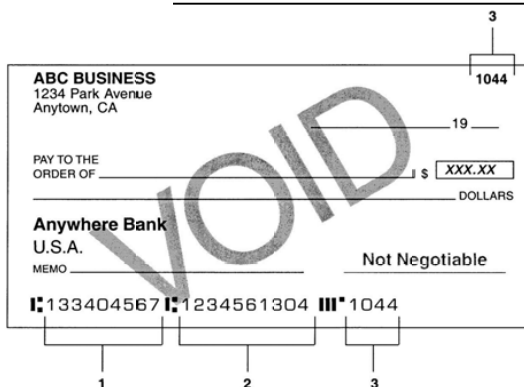 3
ABC BUSINESS
1044
1234 Park Avenue
Anytown, CA
19
PAY TO THE
ORDER OF $ XXX.XX
DOLLARS
VOID
Anywhere Bank
U.S.A.
MEMO Not Negotiable
⑆133404567⑆1234561304⑈1044
1 2 3